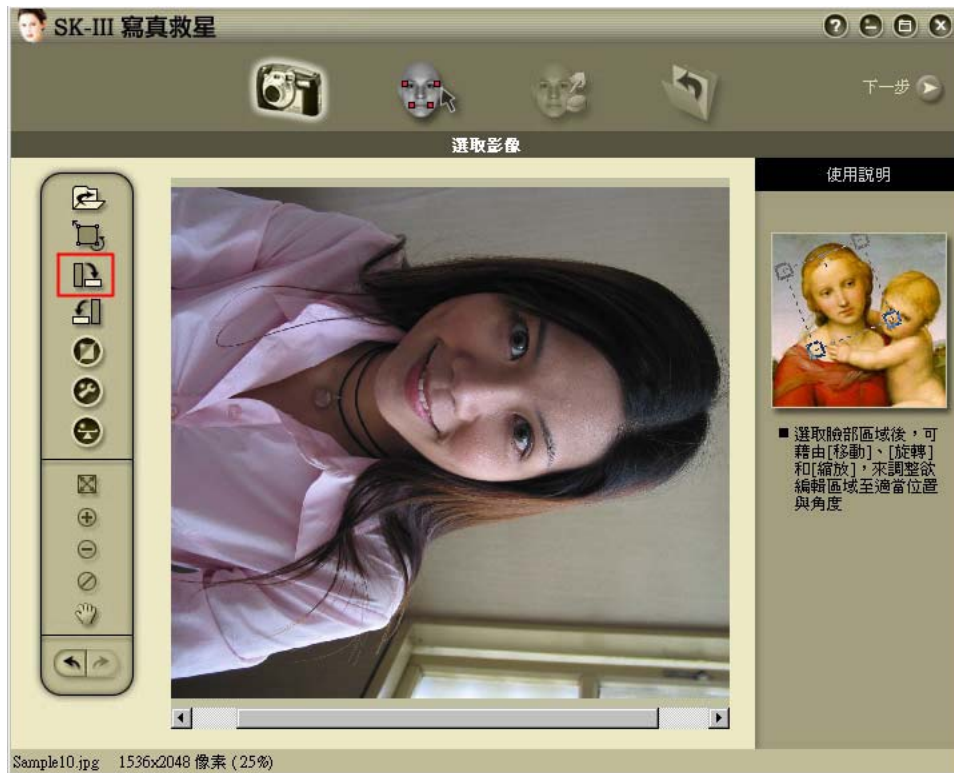 SK-III 寫真救星
下一步
選取影像
使用說明
■ 選取臉部區域後，可
藉由[移動]、[旋轉]
和[縮放]，來調整欲
編輯區域至適當位置
與角度
Sample10.jpg 1536x2048 像素 (25%)